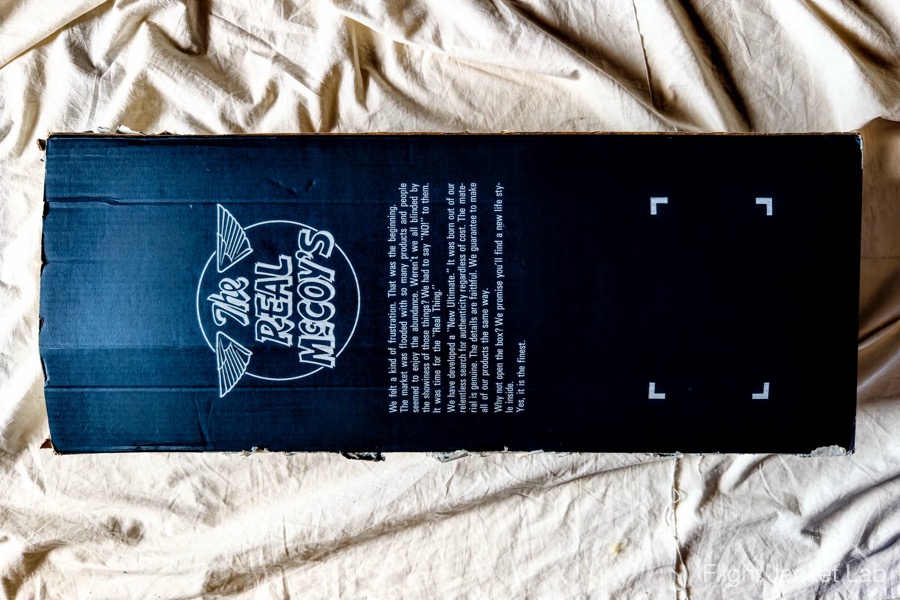 The
REAL
McCOY'S
We felt a kind of frustration. That was the beginning.
The market was flooded with so many products and people
seemed to enjoy the abundance. Weren't we all blinded by
the showiness of those things? We had to say "NO!" to them.
It was time for the "Real Thing."
We have developed a "New Ultimate." It was born out of our
relentless search for authenticity regardless of cost. The mate-
rial is genuine. The details are faithful. We guarantee to make
all of our products the same way.
Why not open the box? We promise you'll find a new life sty-
le inside.
Yes, it is the finest.
Flight Jacket Lab